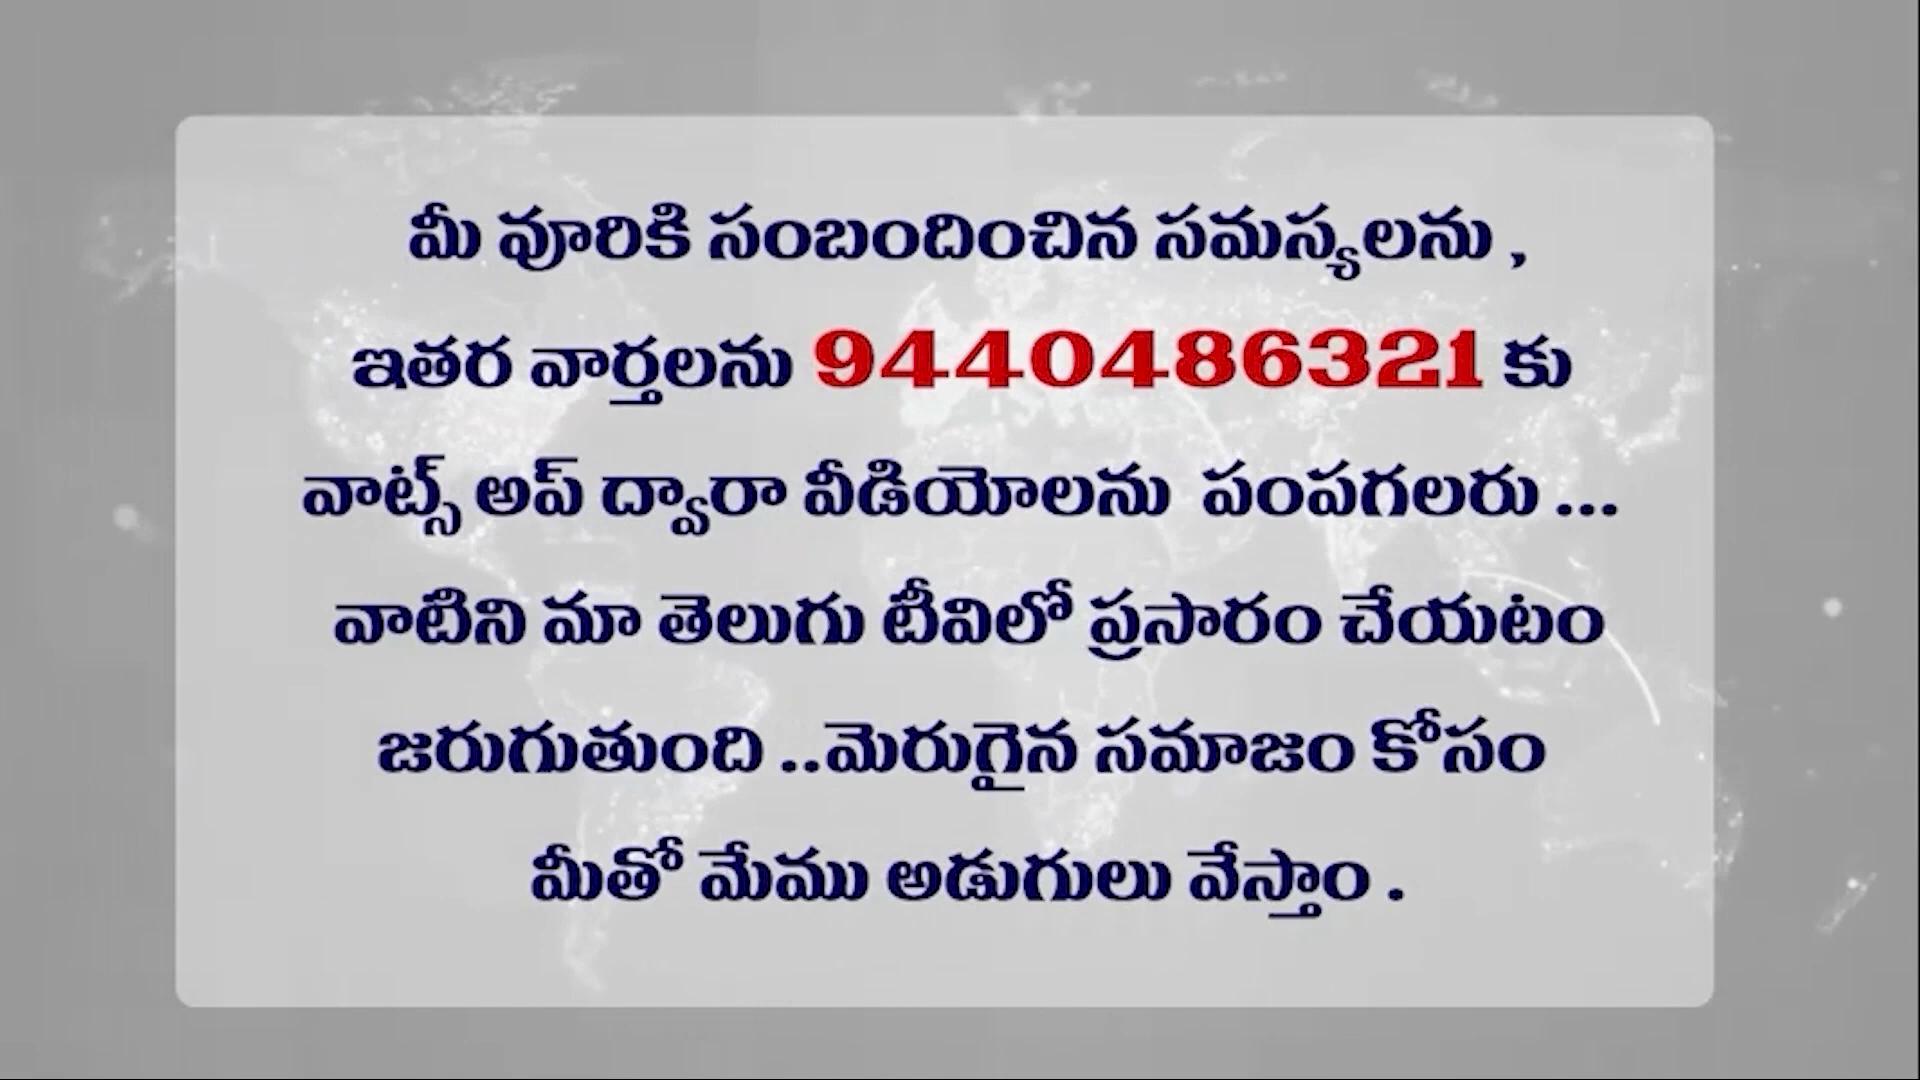 మీ వూరికి సంబందించిన సమస్యలను ,
ఇతర వార్తలను 9440486321 కు
వాట్స్ అప్ ద్వారా వీడియోలను పంపగలరు ...
వాటిని మా తెలుగు టీవిలో ప్రసారం చేయటం
జరుగుతుంది ..మెరుగైన సమాజం కోసం
మీతో మేము అడుగులు వేస్తాం .